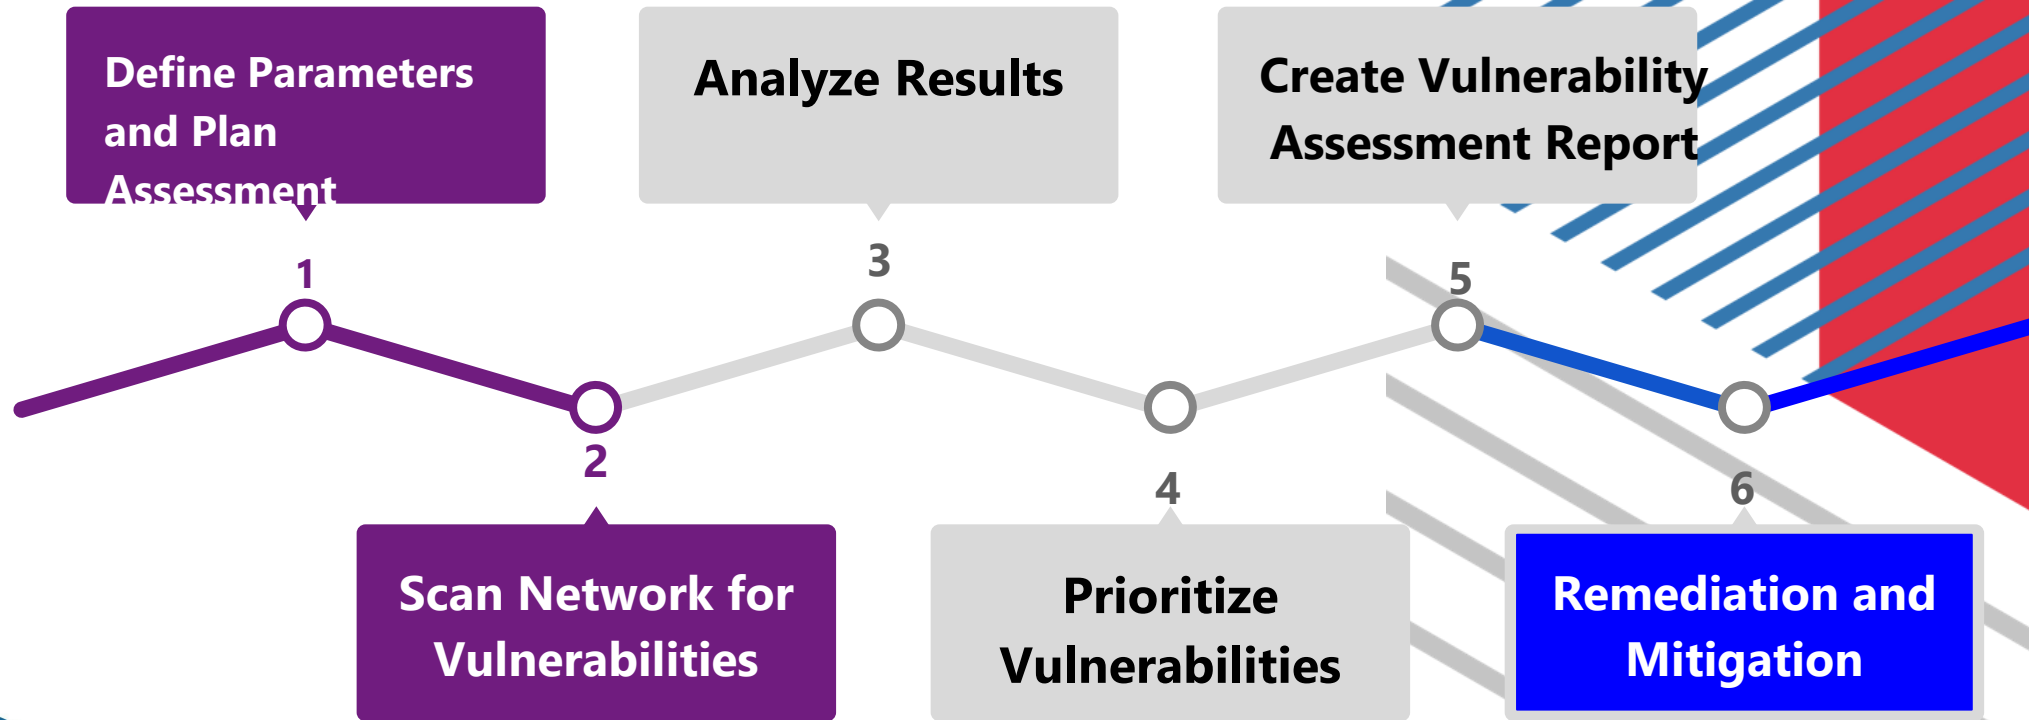 Define Parameters
and Plan
Assessment
1
Scan Network for
Vulnerabilities
2
Analyze Results
3
Prioritize
Vulnerabilities
4
Create Vulnerability
Assessment Report
5
Remediation and
Mitigation
6